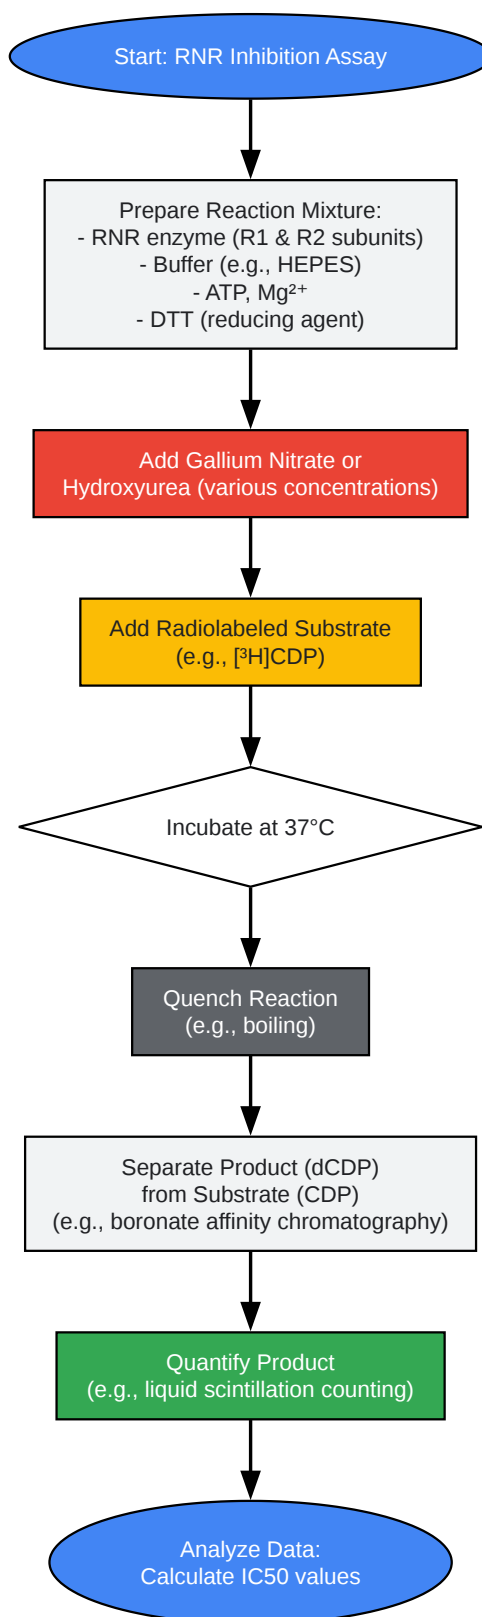 Start: RNR Inhibition Assay
Prepare Reaction Mixture:
- RNR enzyme (R1 & R2 subunits)
- Buffer (e.g., HEPES)
- ATP, Mg²⁺
- DTT (reducing agent)
Add Gallium Nitrate or
Hydroxyurea (various concentrations)
Add Radiolabeled Substrate
(e.g., [³H]CDP)
Incubate at 37°C
Quench Reaction
(e.g., boiling)
Separate Product (dCDP)
from Substrate (CDP)
(e.g., boronate affinity chromatography)
Quantify Product
(e.g., liquid scintillation counting)
Analyze Data:
Calculate IC50 values